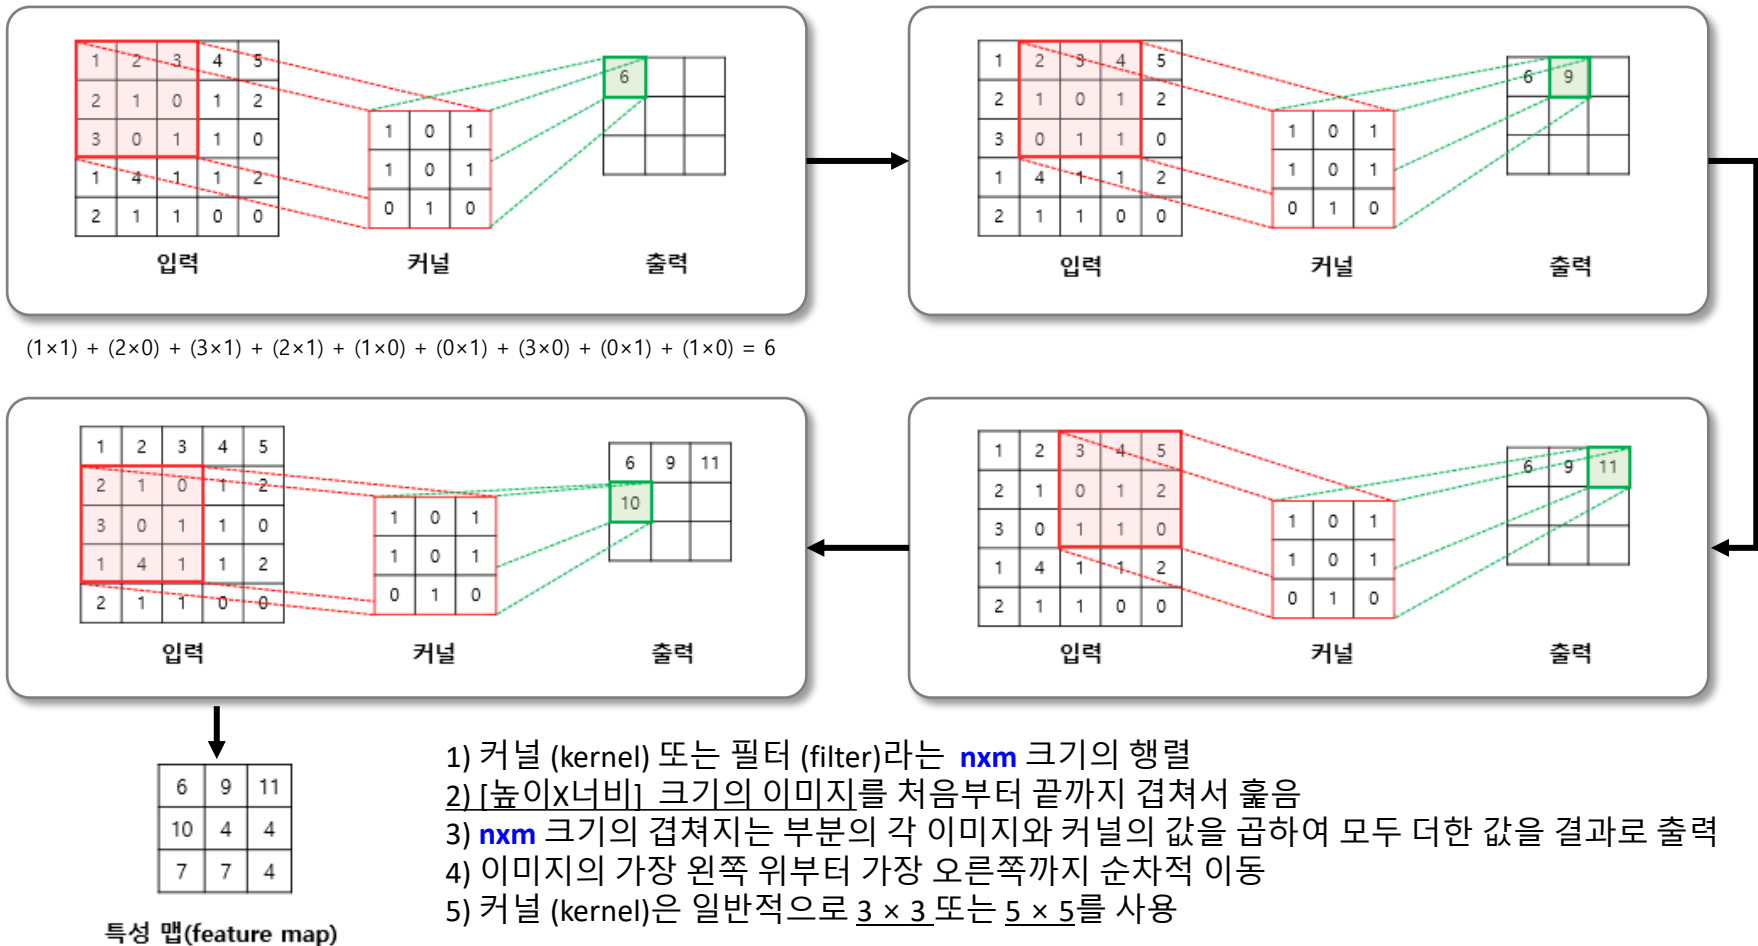 1 2 3 4 5
2 1 0 1 2
3 0 1 1 0
1 4 1 1 2
2 1 1 0 0
입력
1 0 1
1 0 1
0 1 0
커널
6
출력
(1×1) + (2×0) + (3×1) + (2×1) + (1×0) + (0×1) + (3×0) + (0×1) + (1×0) = 6
1 2 3 4 5
2 1 0 1 2
3 0 1 1 0
1 4 1 1 2
2 1 1 0 0
입력
1 0 1
1 0 1
0 1 0
커널
6 9
출력
1 2 3 4 5
2 1 0 1 2
3 0 1 1 0
1 4 1 1 2
2 1 1 0 0
입력
1 0 1
1 0 1
0 1 0
커널
6 9 11
출력
1 2 3 4 5
2 1 0 1 2
3 0 1 1 0
1 4 1 1 2
2 1 1 0 0
입력
1 0 1
1 0 1
0 1 0
커널
6 9 11
10
출력
6 9 11
10 4 4
7 7 4
특성 맵(feature map)
1) 커널 (kernel) 또는 필터 (filter)라는 nxm 크기의 행렬
2) [높이X너비] 크기의 이미지를 처음부터 끝까지 겹쳐서 훑음
3) nxm 크기의 겹쳐지는 부분의 각 이미지와 커널의 값을 곱하여 모두 더한 값을 결과로 출력
4) 이미지의 가장 왼쪽 위부터 가장 오른쪽까지 순차적 이동
5) 커널 (kernel)은 일반적으로 3 × 3 또는 5 × 5를 사용